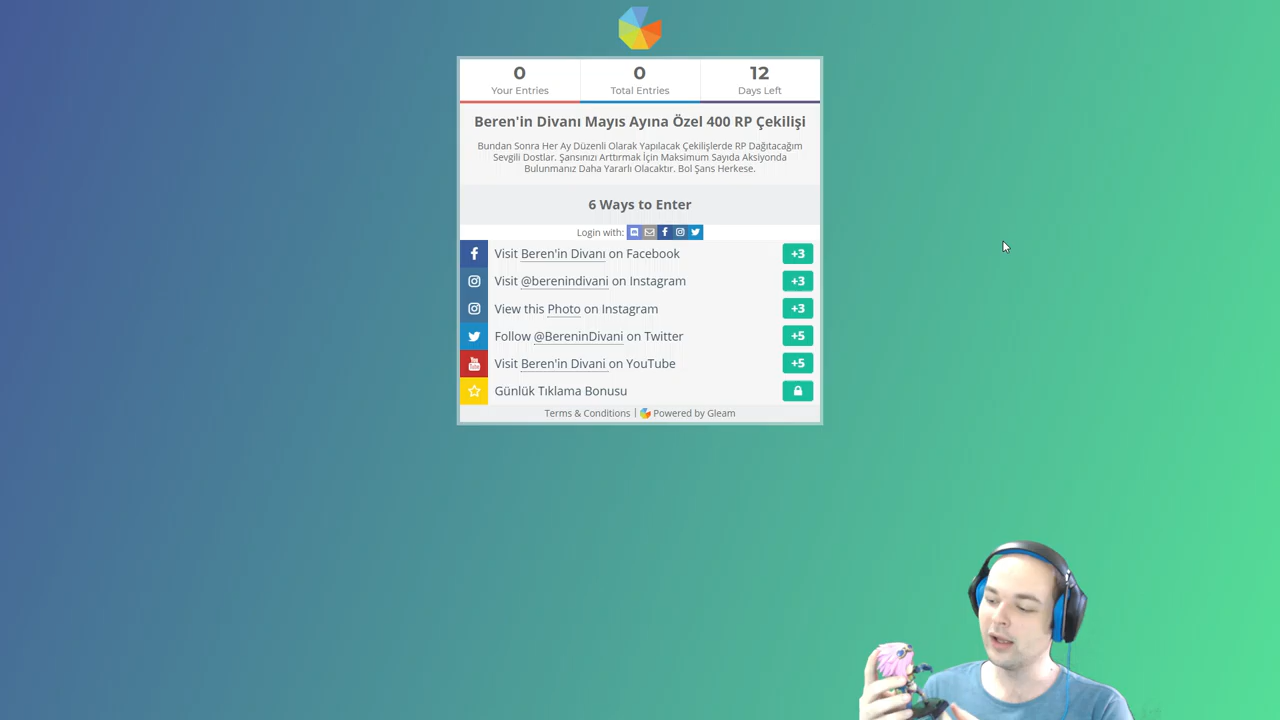 0
Your Entries
0
Total Entries
12
Days Left
Beren'in Divanı Mayıs Ayına Özel 400 RP Çekilişi
Bundan Sonra Her Ay Düzenli Olarak Yapılacak Çekilişlerde RP Dağıtacağım
Sevgili Dostlar. Şansınızı Arttırmak İçin Maksimum Sayıda Aksiyonda
Bulunmanız Daha Yararlı Olacaktır. Bol Şans Herkese.
6 Ways to Enter
Login with:
Visit Beren'in Divanı on Facebook +3
Visit @berenindivani on Instagram +3
View this Photo on Instagram +3
Follow @BereninDivani on Twitter +5
Visit Beren'in Divani on YouTube +5
Günlük Tıklama Bonusu
Terms & Conditions | Powered by Gleam